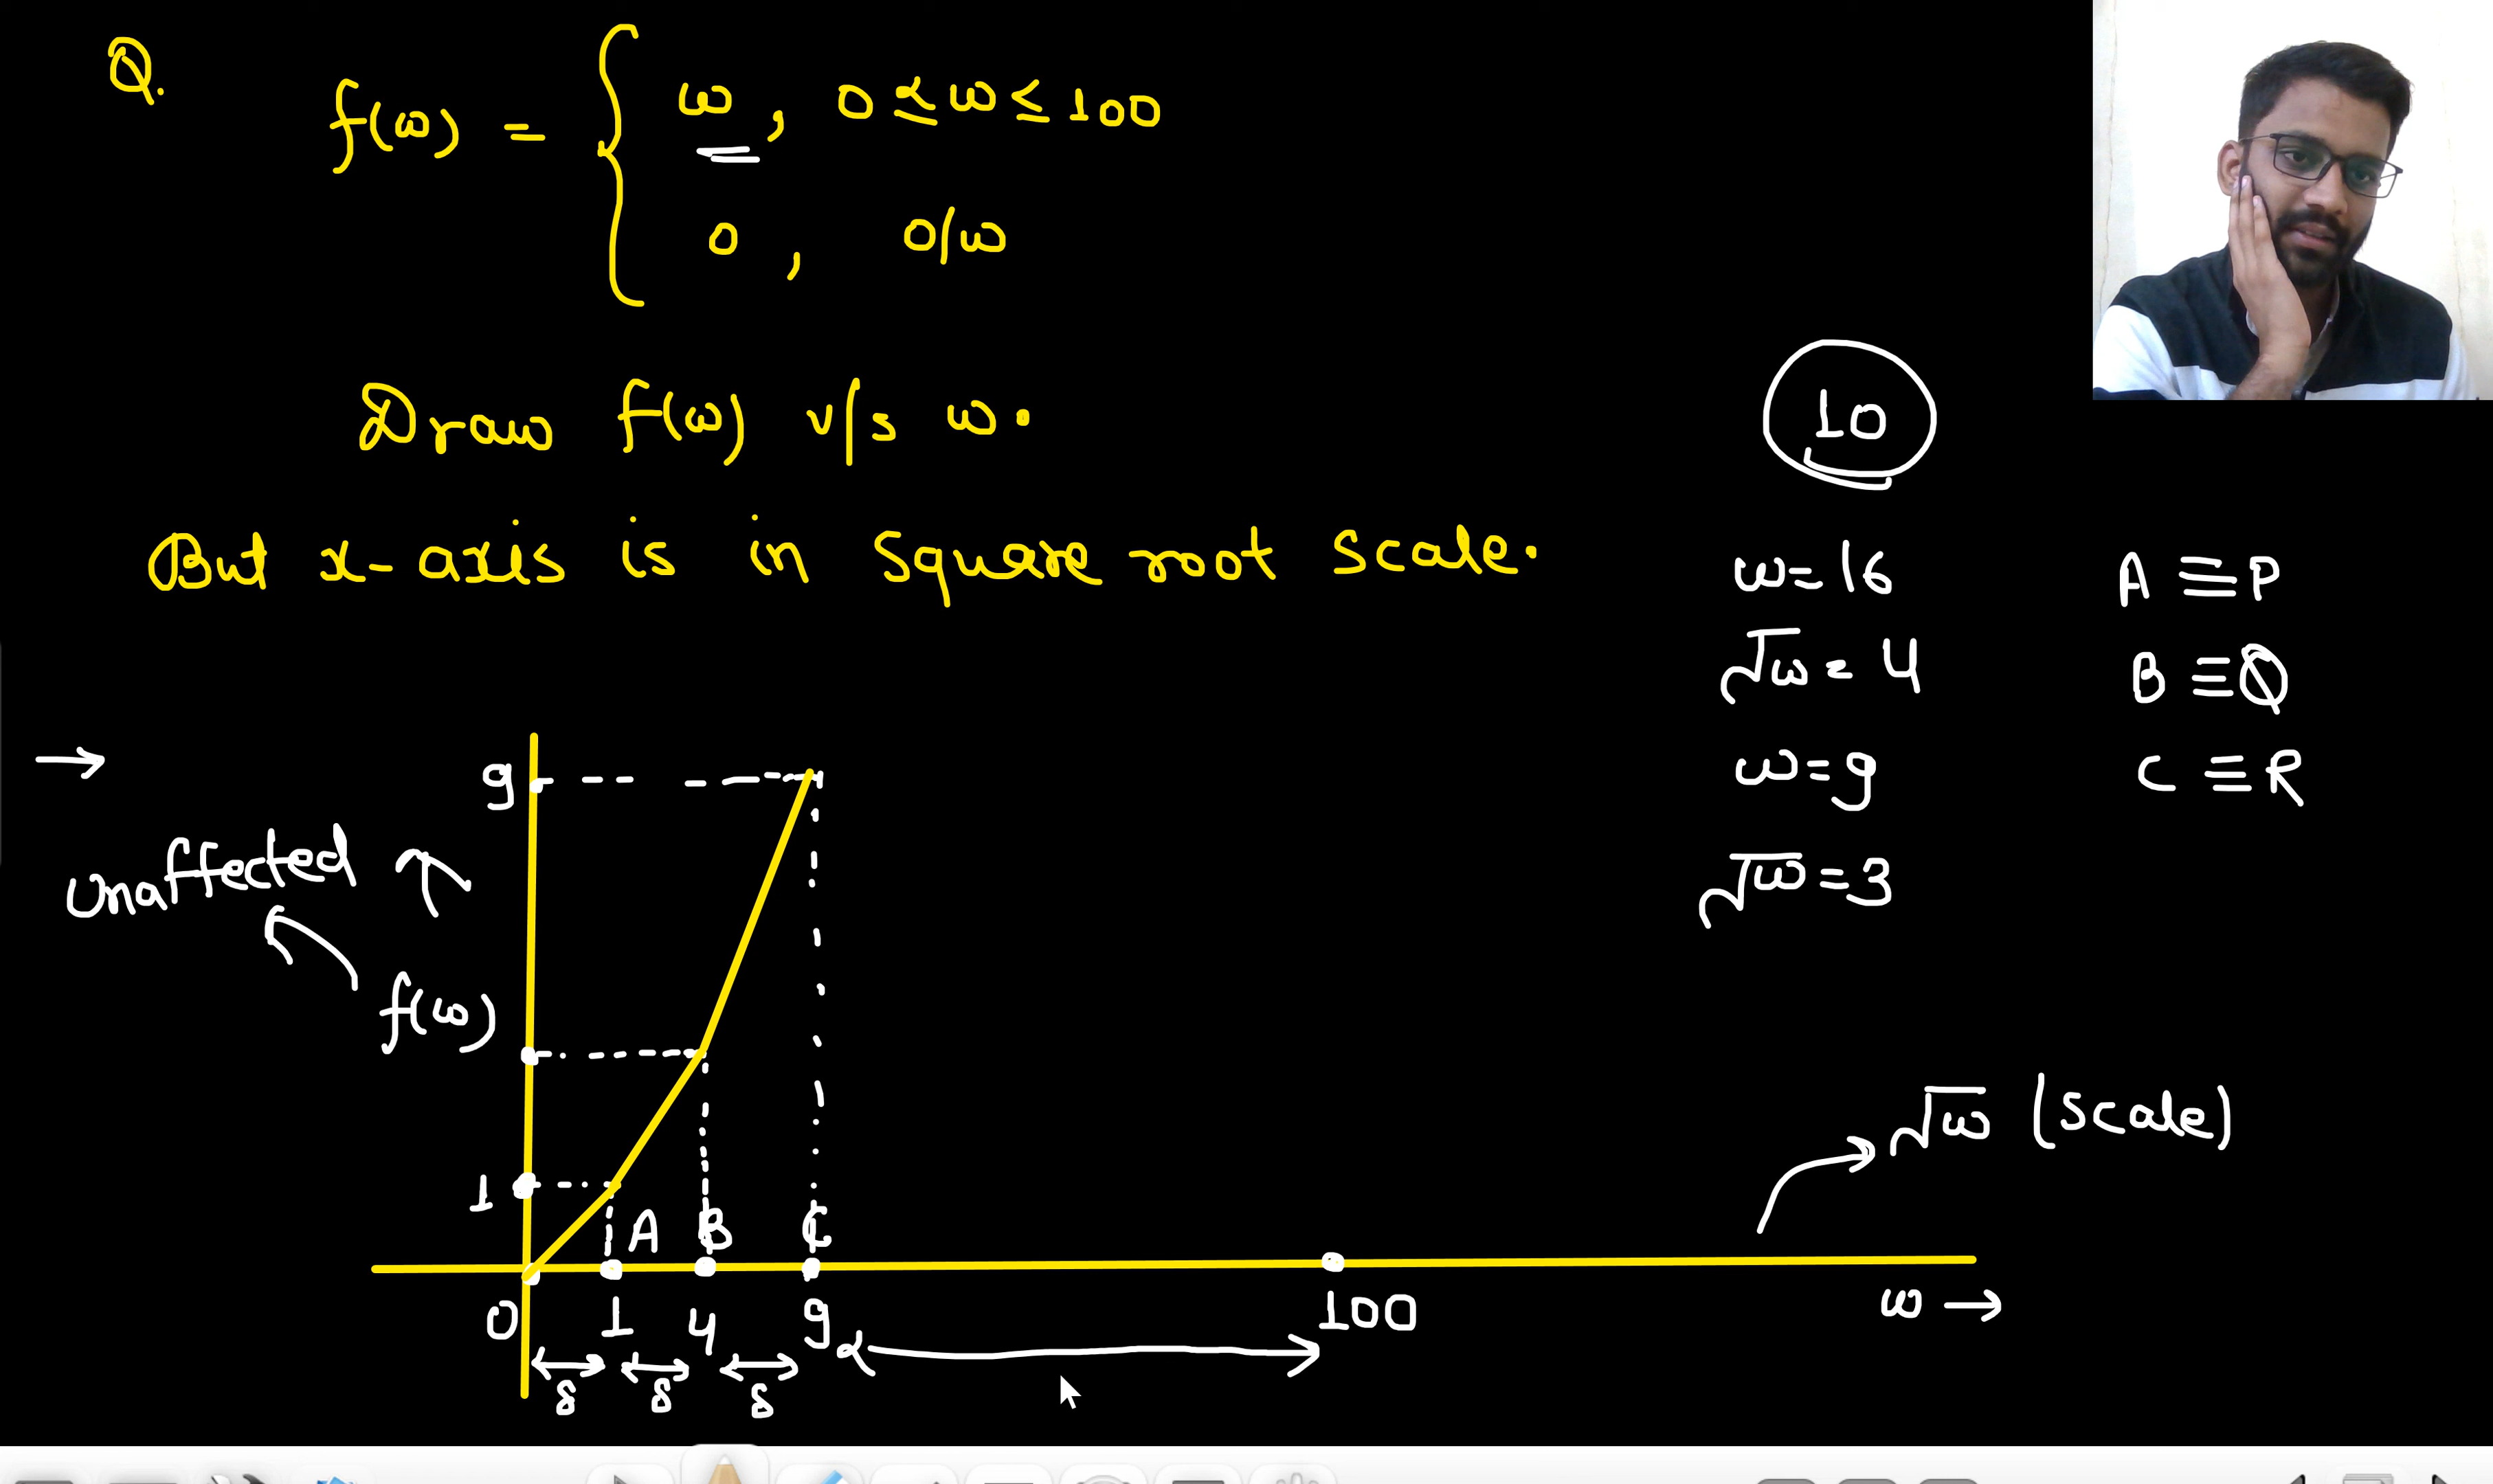 Q.
f(ω) = { ω , 0 ≤ ω ≤ 100
0 , o/ω
Draw f(ω) v/s ω.
But x-axis is in square root scale.
10
ω=16
√ω = 4
ω=9
√ω=3
A ≡ P
B ≡ Q
C ≡ R
→
9
Unaffected
f(ω)
1
A B C
√ω (scale)
0 1 4 9 100
ω →
δ δ δ